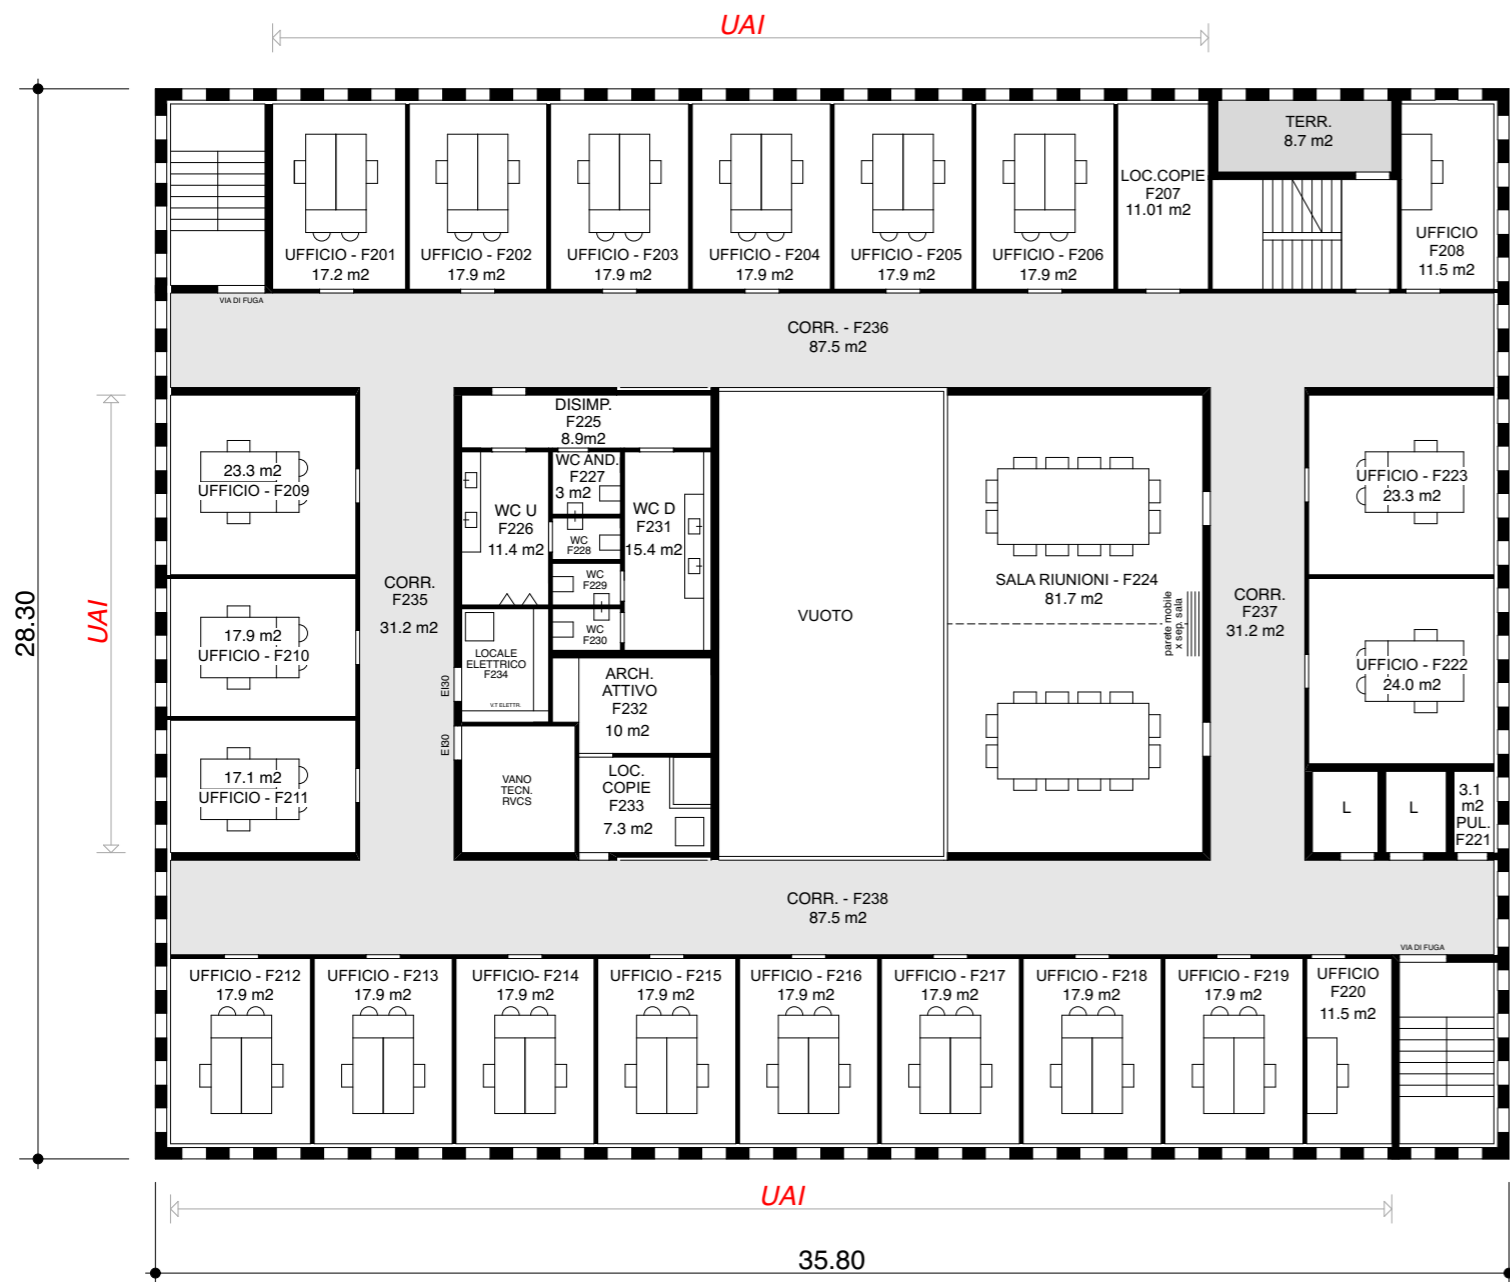 UAI
TERR.
8.7 m2
LOC.COPIE
F207
11.01 m2
UFFICIO - F201
17.2 m2
UFFICIO - F202
17.9 m2
UFFICIO - F203
17.9 m2
UFFICIO - F204
17.9 m2
UFFICIO - F205
17.9 m2
UFFICIO - F206
17.9 m2
UFFICIO
F208
11.5 m2
VIA DI FUGA
CORR. - F236
87.5 m2
DISIMP.
F225
8.9m2
23.3 m2
UFFICIO - F209
WC AND.
F227
3 m2
WC U
F226
11.4 m2
WC
F228
WC D
F231
15.4 m2
WC
F229
WC
F230
UFFICIO - F223
23.3 m2
SALA RIUNIONI - F224
81.7 m2
parete mobile
x sep. sala
CORR.
F235
31.2 m2
CORR.
F237
31.2 m2
VUOTO
28.30
UAI
17.9 m2
UFFICIO - F210
LOCALE
ELETTRICO
F234
V.T ELETTR.
EI30
ARCH.
ATTIVO
F232
10 m2
UFFICIO - F222
24.0 m2
EI30
17.1 m2
UFFICIO - F211
VANO
TECN.
RVCS
LOC.
COPIE
F233
7.3 m2
L
L
3.1
m2
PUL.
F221
CORR. - F238
87.5 m2
VIA DI FUGA
UFFICIO - F212
17.9 m2
UFFICIO - F213
17.9 m2
UFFICIO- F214
17.9 m2
UFFICIO - F215
17.9 m2
UFFICIO - F216
17.9 m2
UFFICIO - F217
17.9 m2
UFFICIO - F218
17.9 m2
UFFICIO - F219
17.9 m2
UFFICIO
F220
11.5 m2
UAI
35.80